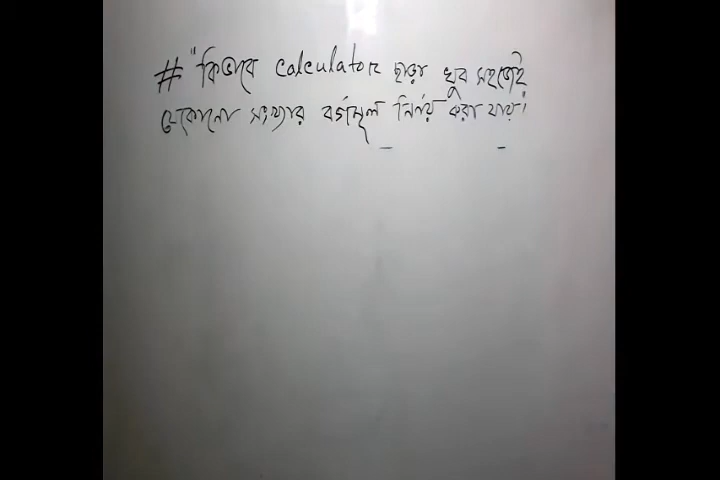 # "কিভাবে calculator ছাড়া খুব সহজেই
যেকোনো সংখ্যার বর্গমূল নির্ণয় করা যায়।"